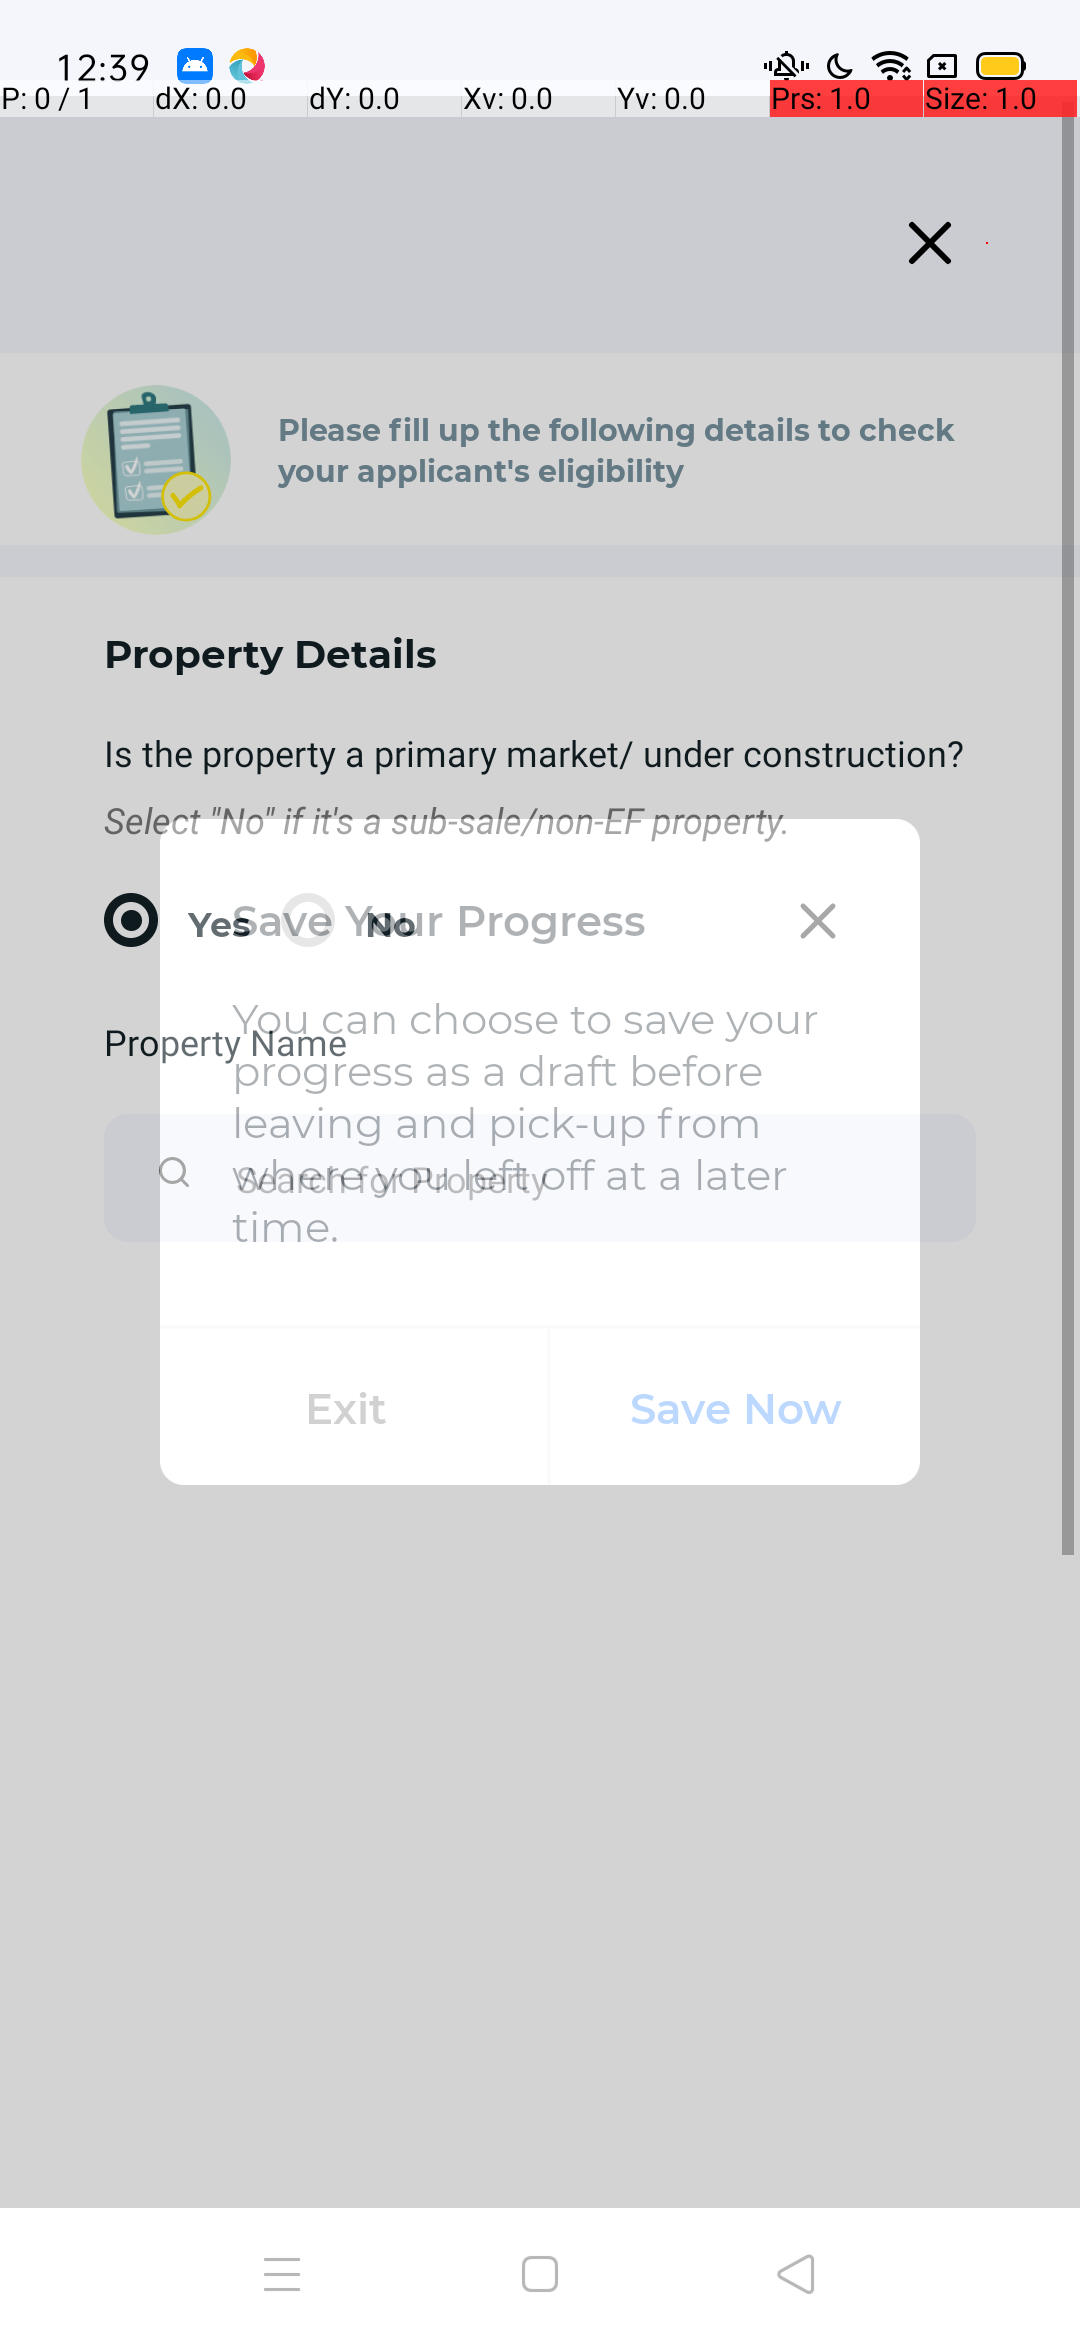 12:39
P: 0 / 1 dX: 0.0 dY: 0.0 Xv: 0.0 Yv: 0.0 Prs: 1.0 Size: 1.0
Please fill up the following details to check
your applicant's eligibility
Property Details
Is the property a primary market/ under construction?
Select "No" if it's a sub-sale/non-EF property.
Yes No
Save Your Progress
Property Name
You can choose to save your
progress as a draft before
leaving and pick-up from
where you left off at a later
time.
Search for Property
Exit Save Now